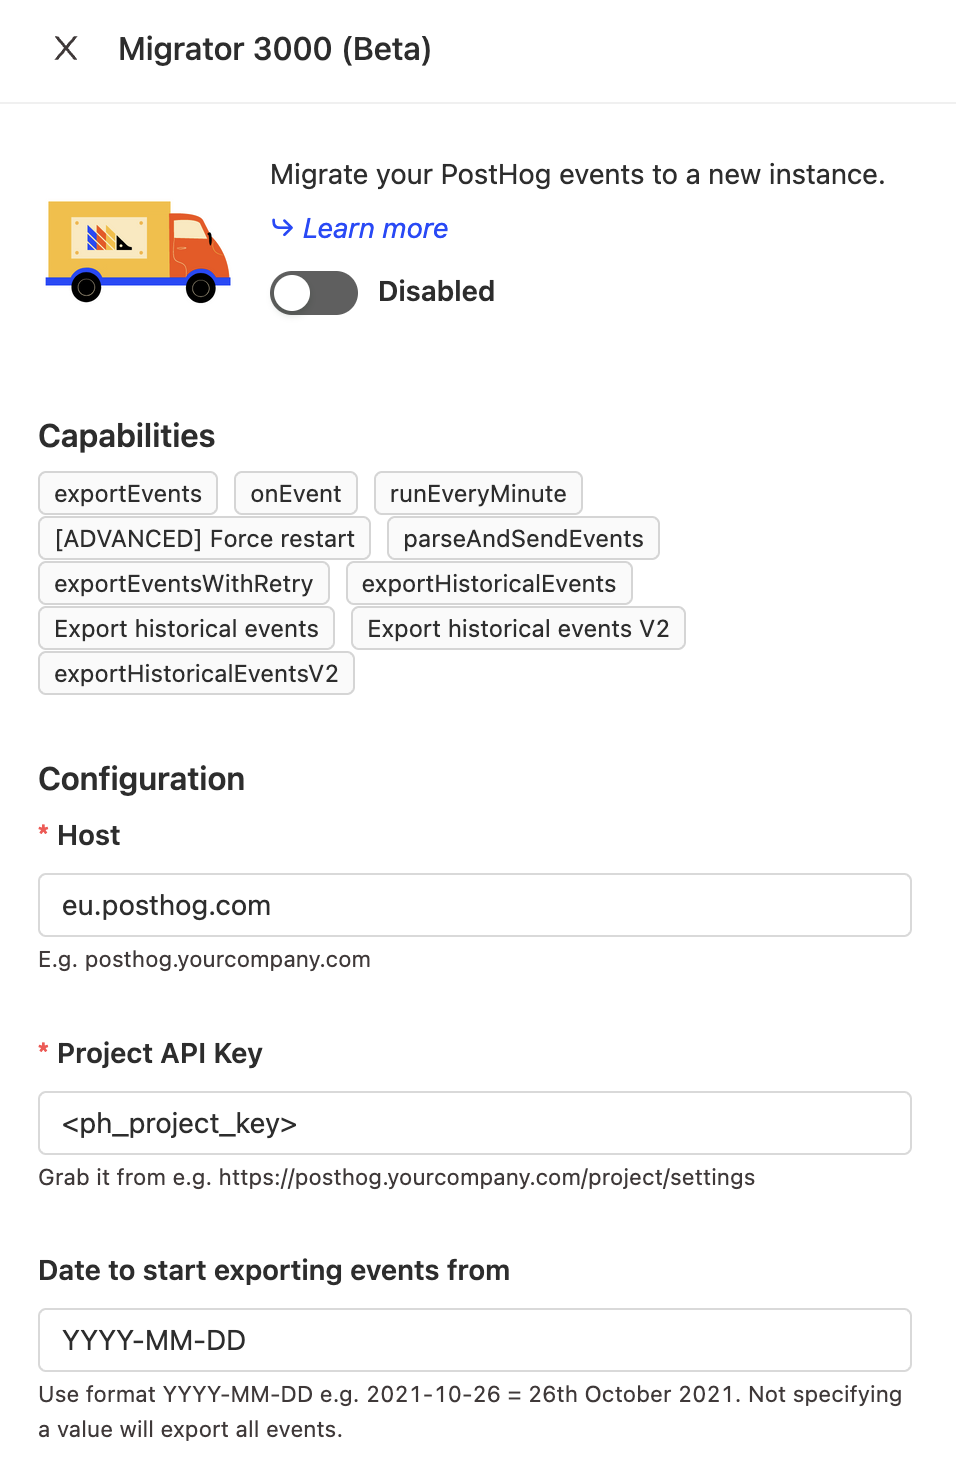 Migrator 3000 (Beta)
Migrate your PostHog events to a new instance.
Learn more
Disabled
Capabilities
exportEvents onEvent runEveryMinute
[ADVANCED] Force restart parseAndSendEvents
exportEventsWithRetry exportHistoricalEvents
Export historical events Export historical events V2
exportHistoricalEventsV2
Configuration
* Host
eu.posthog.com
E.g. posthog.yourcompany.com
* Project API Key
<ph_project_key>
Grab it from e.g. https://posthog.yourcompany.com/project/settings
Date to start exporting events from
YYYY-MM-DD
Use format YYYY-MM-DD e.g. 2021-10-26 = 26th October 2021. Not specifying
a value will export all events.